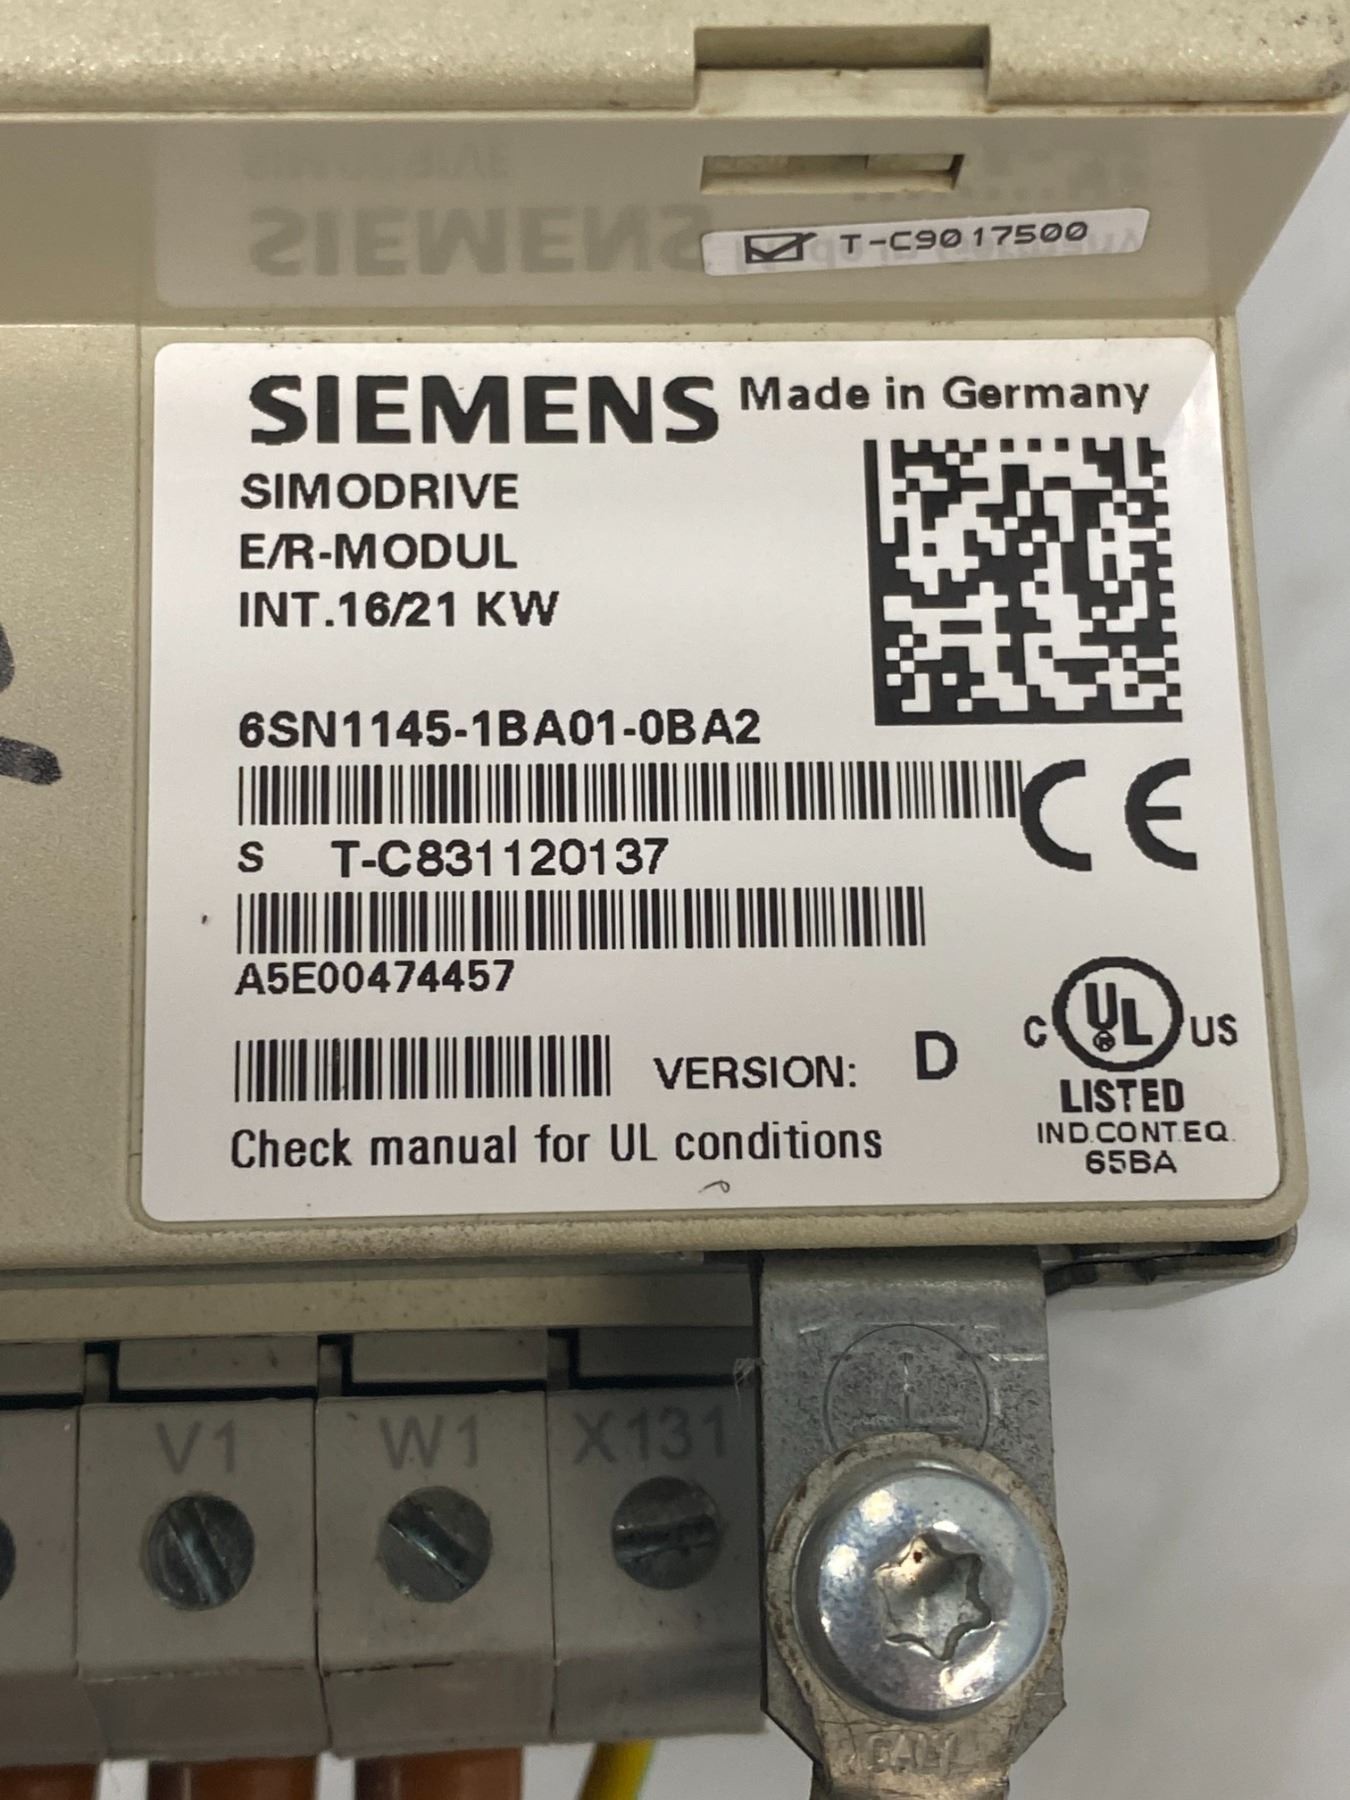 T-C9017500
SIEMENS Made in Germany
SIMODRIVE
E/R-MODUL
INT.16/21 KW
6SN1145-1BA01-0BA2
S T-C831120137
A5E00474457
VERSION: D
Check manual for UL conditions
CE
C UL ® US
LISTED
IND.CONT.EQ.
65BA
V1 W1 X131